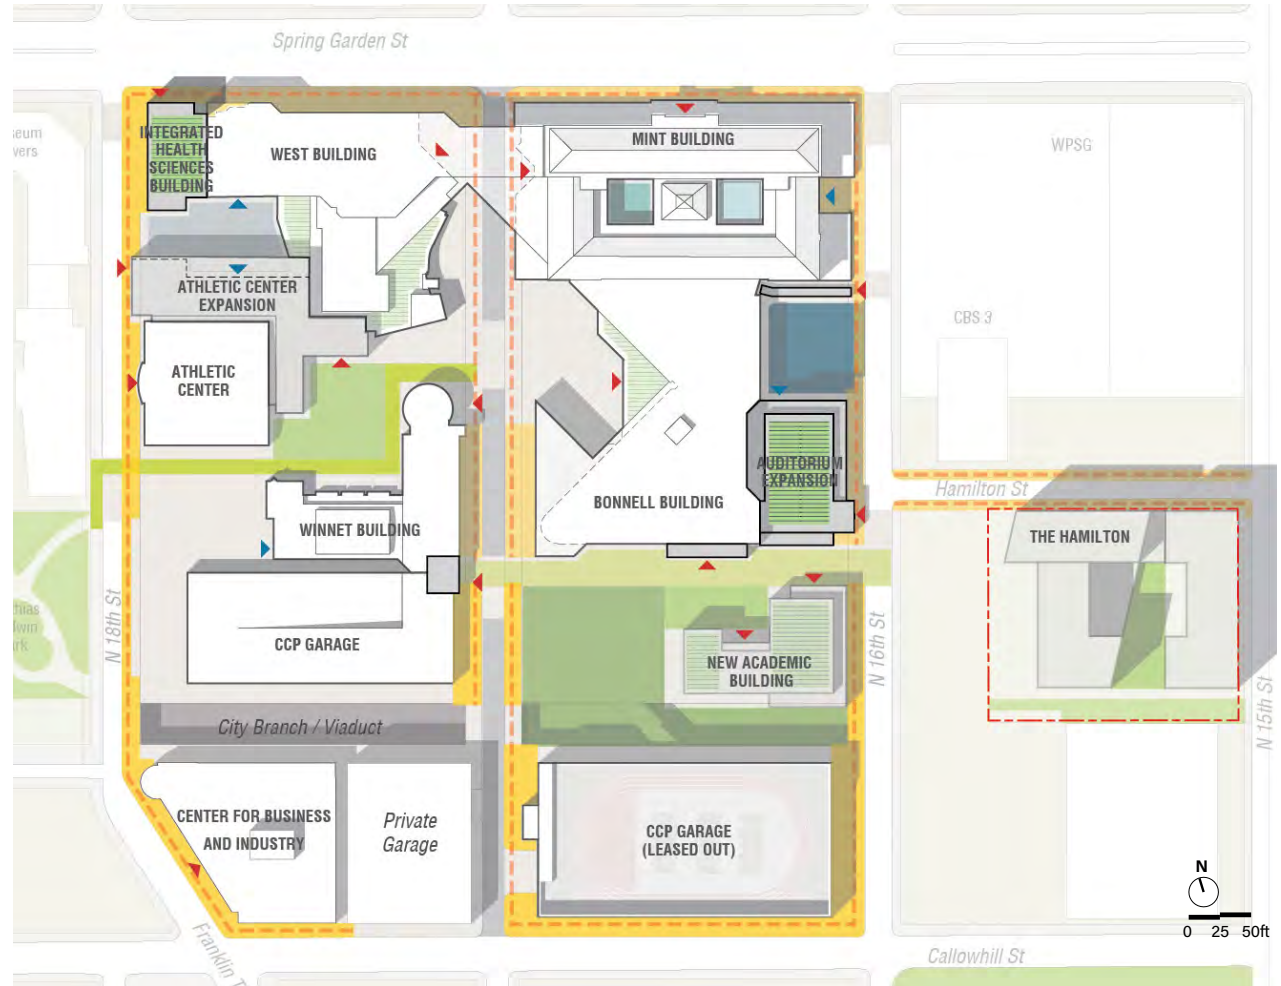 Spring Garden St
INTEGRATED
HEALTH
SCIENCES
BUILDING
WEST BUILDING
MINT BUILDING
WPSG
seum
wers
ATHLETIC CENTER
EXPANSION
CBS 3
ATHLETIC
CENTER
AUDITORIUM
EXPANSION
BONNELL BUILDING
Hamilton St
WINNET BUILDING
THE HAMILTON
N 18th St
CCP GARAGE
N 16th St
NEW ACADEMIC
BUILDING
N 15th St
City Branch / Viaduct
CENTER FOR BUSINESS
AND INDUSTRY
Private
Garage
CCP GARAGE
(LEASED OUT)
N
0 25 50ft
Franklin T
Callowhill St